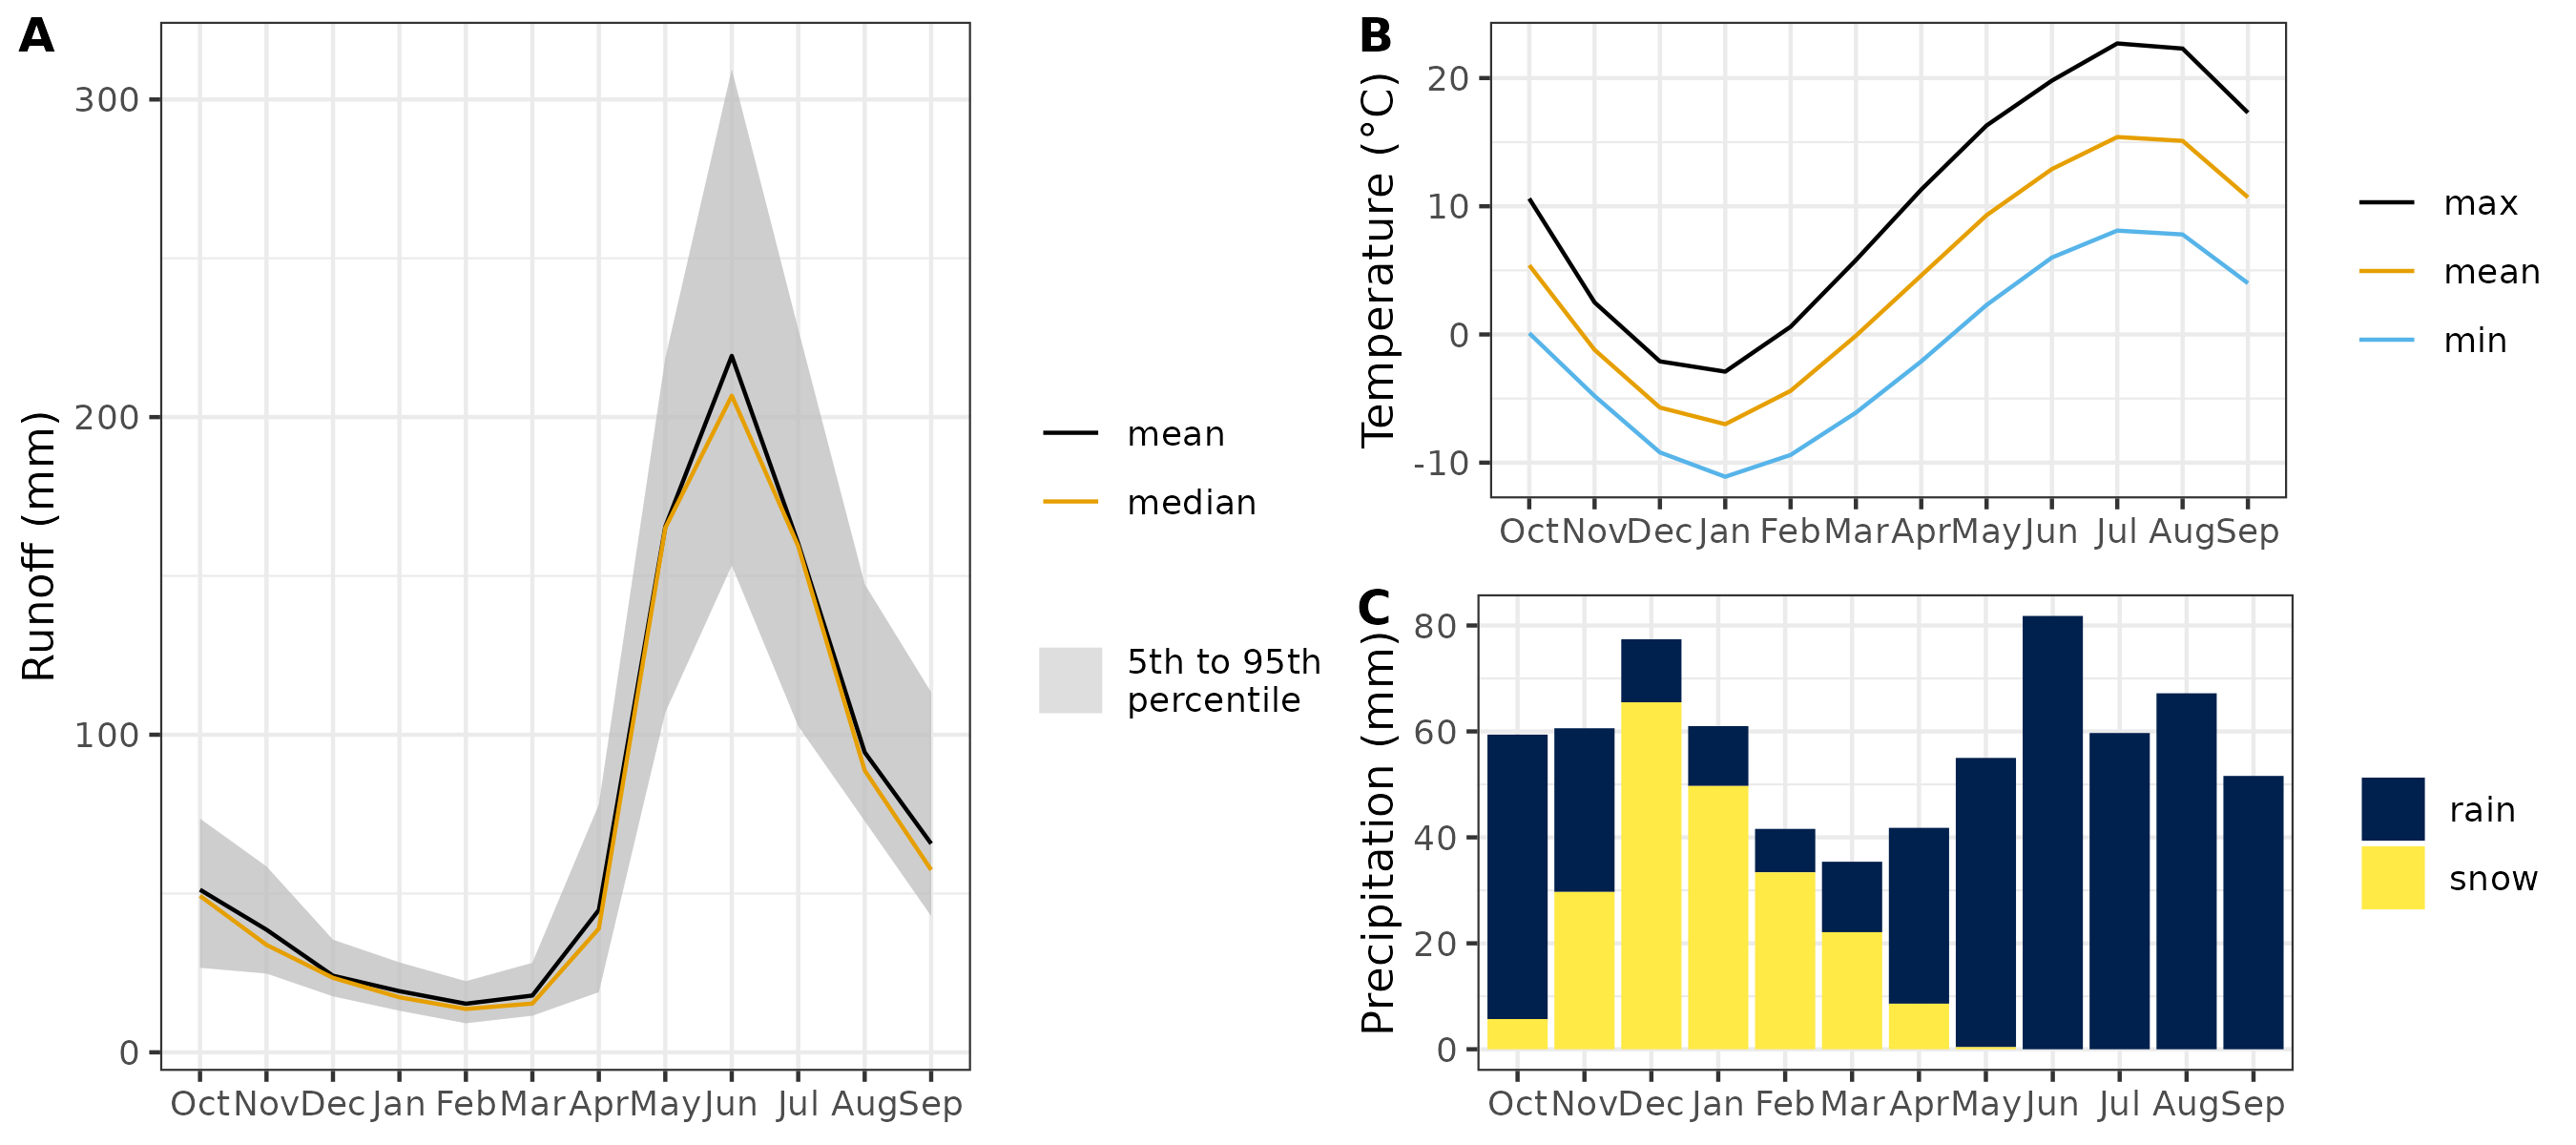 A
Runoff (mm)
300
200
100
0
Oct Nov Dec Jan Feb Mar Apr May Jun Jul Aug Sep
mean
median
5th to 95th
percentile
B
Temperature (°C)
20
10
0
-10
Oct Nov Dec Jan Feb Mar Apr May Jun Jul Aug Sep
max
mean
min
C
Precipitation (mm)
80
60
40
20
0
Oct Nov Dec Jan Feb Mar Apr May Jun Jul Aug Sep
rain
snow